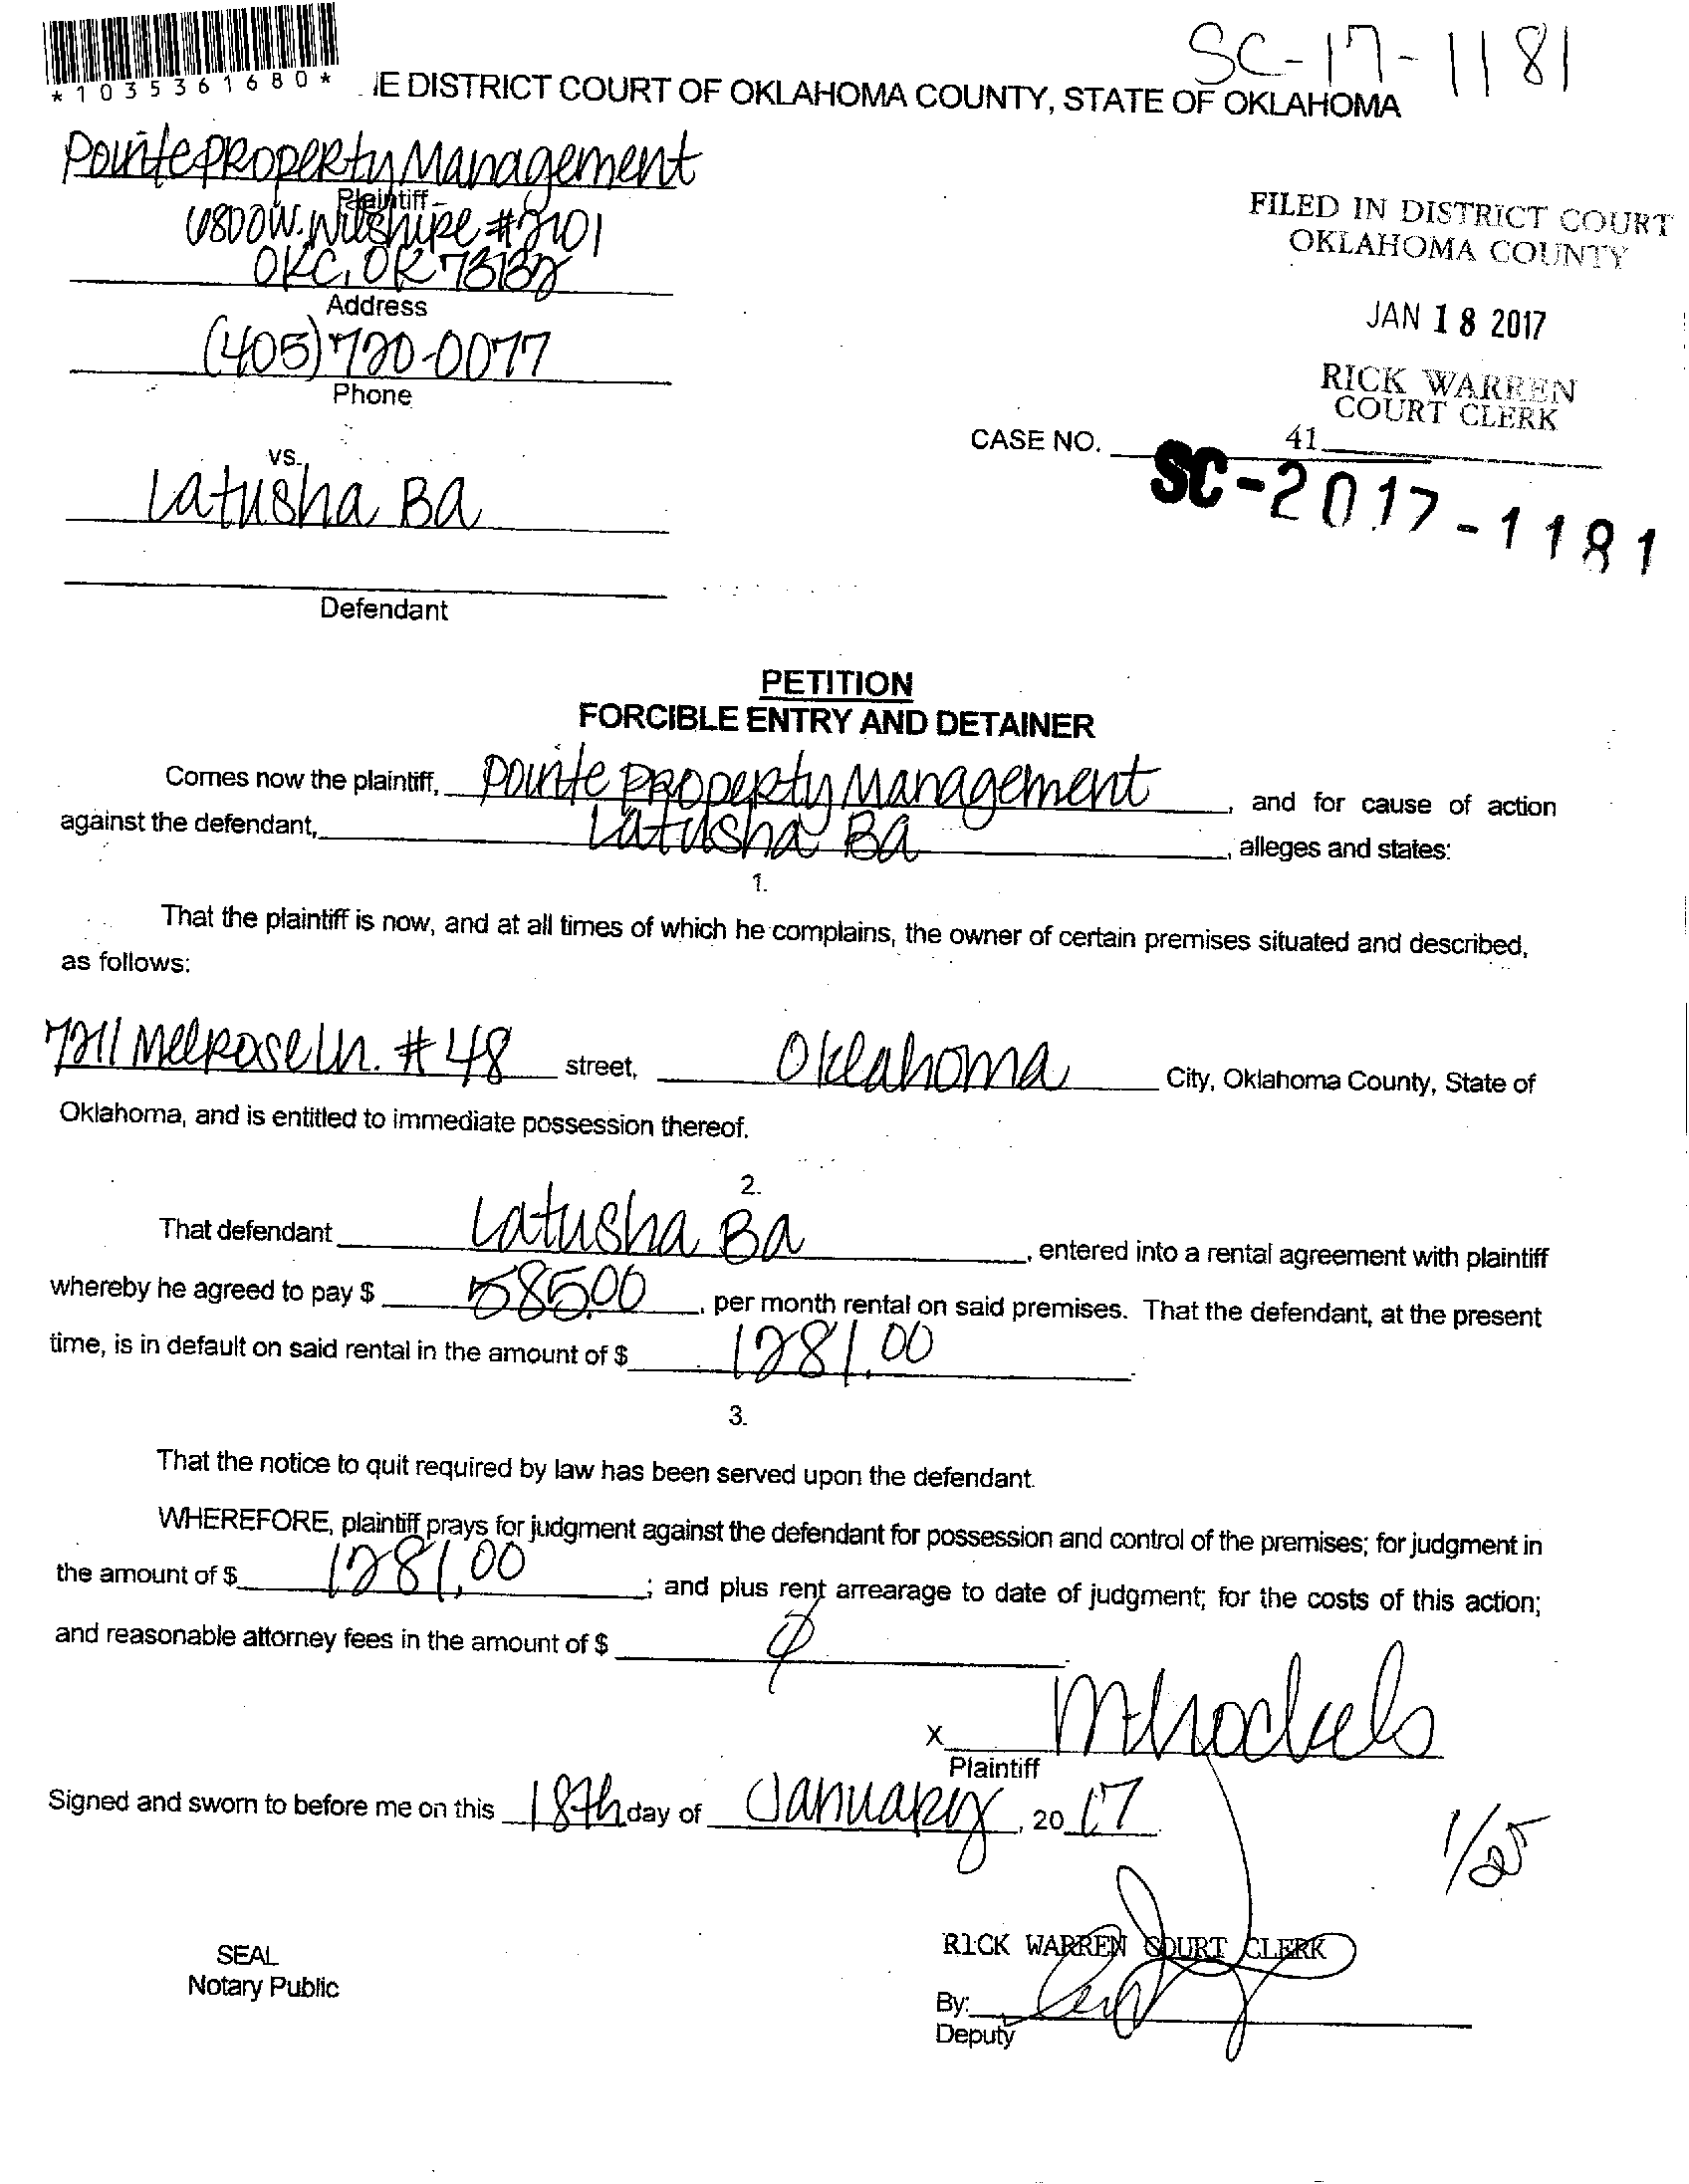 SC-17-1181
*1035361680*
IE DISTRICT COURT OF OKLAHOMA COUNTY, STATE OF OKLAHOMA
Pointe Property Management
Plaintiff
6800 W. Wilshire #2101
OKC, OK 73132
Address
(405) 720-0077
Phone
FILED IN DISTRICT COURT
OKLAHOMA COUNTY
JAN 18 2017
RICK WARREN
COURT CLERK
41
CASE NO.
SC-2017-1181
vs.
Latusha Ba
Defendant
PETITION
FORCIBLE ENTRY AND DETAINER
Comes now the plaintiff, Pointe Property Management, and for cause of action
against the defendant, Latusha Ba, alleges and states:
1.
That the plaintiff is now, and at all times of which he complains, the owner of certain premises situated and described,
as follows:
7211 Melrose Ln. #48 street, Oklahoma City, Oklahoma County, State of
Oklahoma, and is entitled to immediate possession thereof.
2.
That defendant Latusha Ba, entered into a rental agreement with plaintiff
whereby he agreed to pay $ 585.00, per month rental on said premises. That the defendant, at the present
time, is in default on said rental in the amount of $ 1281.00.
3.
That the notice to quit required by law has been served upon the defendant.
WHEREFORE, plaintiff prays for judgment against the defendant for possession and control of the premises; for judgment in
the amount of $ 1281.00; and plus rent arrearage to date of judgment; for the costs of this action;
and reasonable attorney fees in the amount of $ ϕ
X
Plaintiff
Signed and sworn to before me on this 18th day of January, 20 17
1/25
SEAL
Notary Public
RICK WARREN COURT CLERK
By:
Deputy